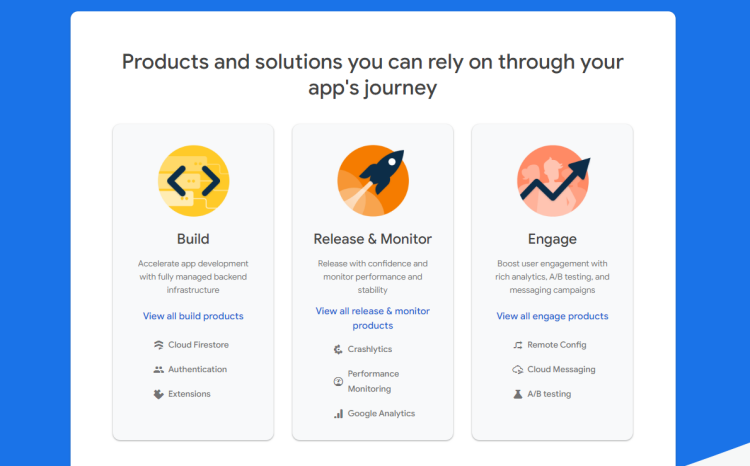 Products and solutions you can rely on through your
app's journey
Build
Accelerate app development
with fully managed backend
infrastructure
View all build products
Cloud Firestore
Authentication
Extensions
Release & Monitor
Release with confidence and
monitor performance and
stability
View all release & monitor
products
Crashlytics
Performance
Monitoring
Google Analytics
Engage
Boost user engagement with
rich analytics, A/B testing, and
messaging campaigns
View all engage products
Remote Config
Cloud Messaging
A/B testing